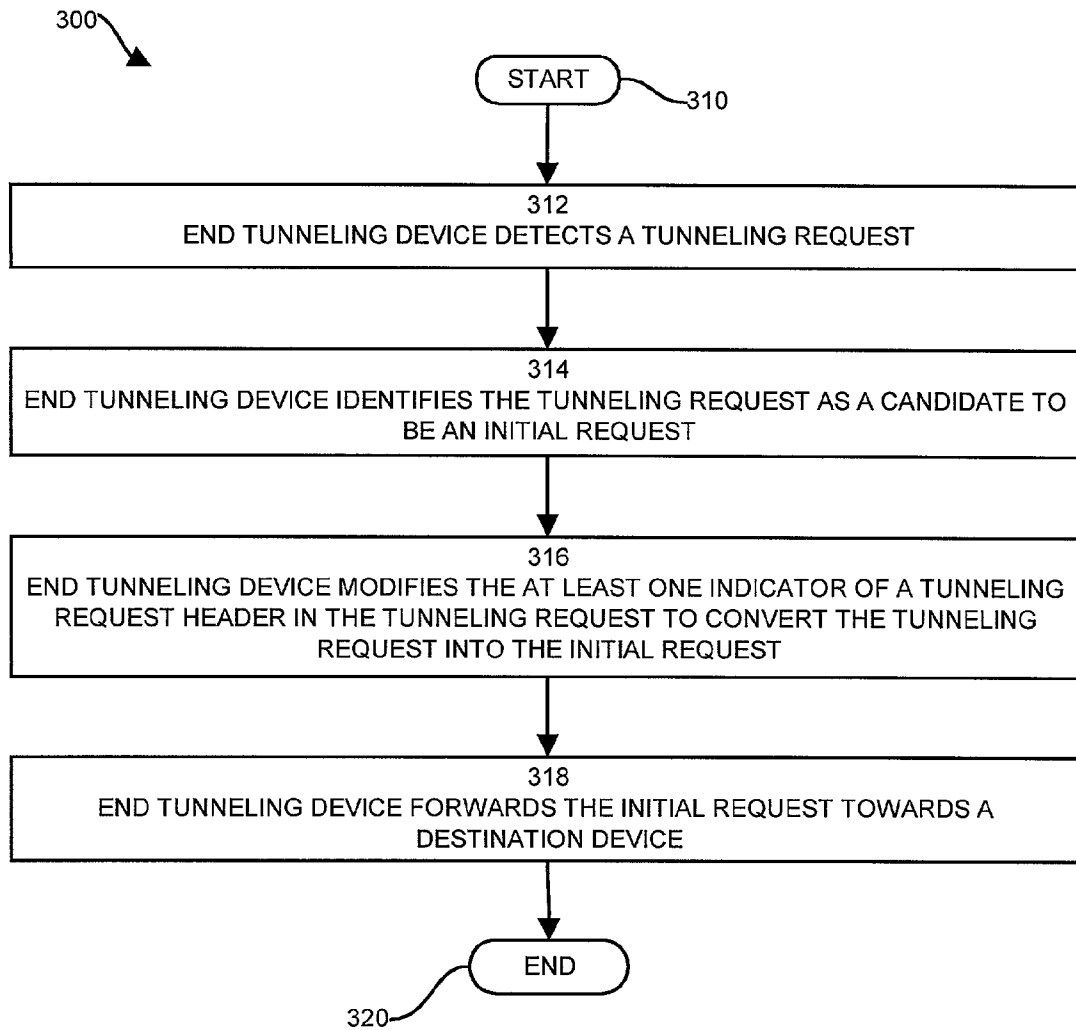 300
START
310
312
END TUNNELING DEVICE DETECTS A TUNNELING REQUEST
314
END TUNNELING DEVICE IDENTIFIES THE TUNNELING REQUEST AS A CANDIDATE TO
BE AN INITIAL REQUEST
316
END TUNNELING DEVICE MODIFIES THE AT LEAST ONE INDICATOR OF A TUNNELING
REQUEST HEADER IN THE TUNNELING REQUEST TO CONVERT THE TUNNELING
REQUEST INTO THE INITIAL REQUEST
318
END TUNNELING DEVICE FORWARDS THE INITIAL REQUEST TOWARDS A
DESTINATION DEVICE
END
320